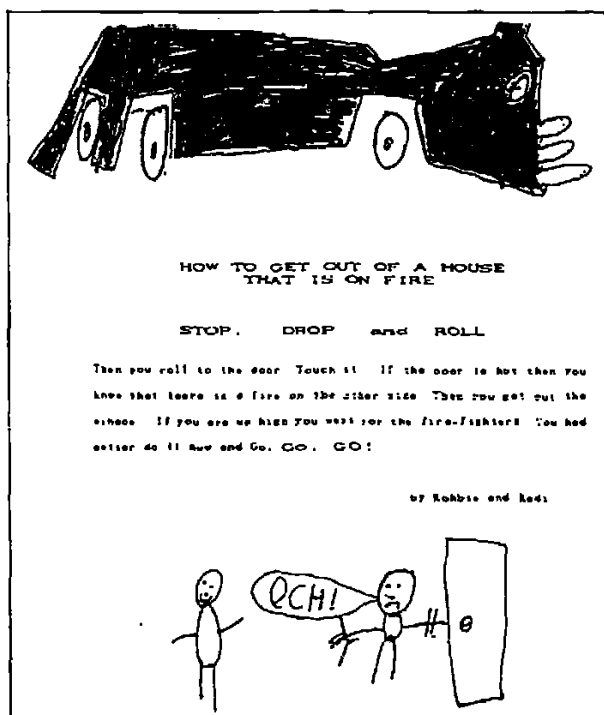 HOW TO GET OUT OF A HOUSE
THAT IS ON FIRE
STOP, DROP and ROLL
Then you roll to the door Touch it If the door is hot then you
know that there is a fire on the other side Then you get out the
If you are up high you wait for the fire-fighters You had
better do it now and Go, GO, GO!
by Robbie and
OCH!